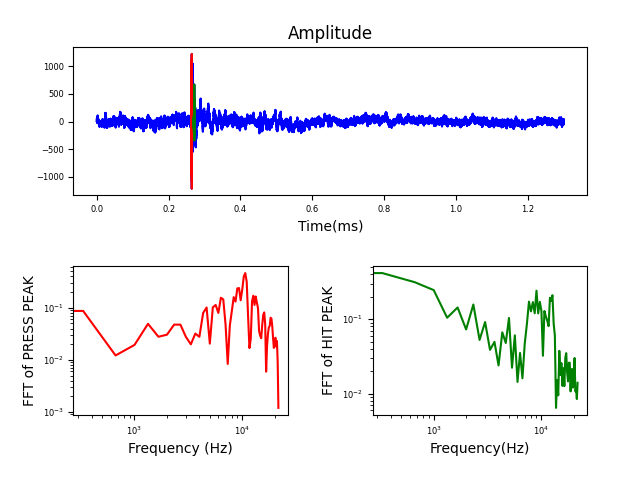 Amplitude
1000
500
0
−500
−1000
0.0 0.2 0.4 0.6 0.8 1.0 1.2
Time(ms)
FFT of PRESS PEAK
10⁻¹
10⁻²
10⁻³
10³ 10⁴
Frequency (Hz)
FFT of HIT PEAK
10⁻¹
10⁻²
10³ 10⁴
Frequency(Hz)